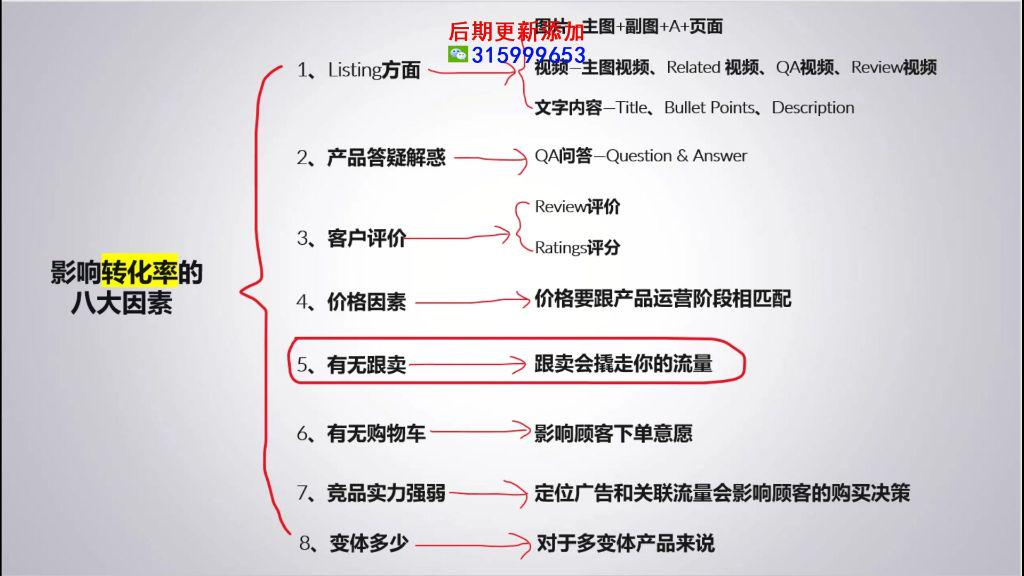 后期更新添加
315999653
图片—主图+副图+A+页面
1、Listing方面
视频—主图视频、Related 视频、QA视频、Review视频
文字内容—Title、Bullet Points、Description
2、产品答疑解惑
QA问答—Question & Answer
3、客户评价
Review评价
Ratings评分
影响转化率的
八大因素
4、价格因素
价格要跟产品运营阶段相匹配
5、有无跟卖
跟卖会撬走你的流量
6、有无购物车
影响顾客下单意愿
7、竞品实力强弱
定位广告和关联流量会影响顾客的购买决策
8、变体多少
对于多变体产品来说